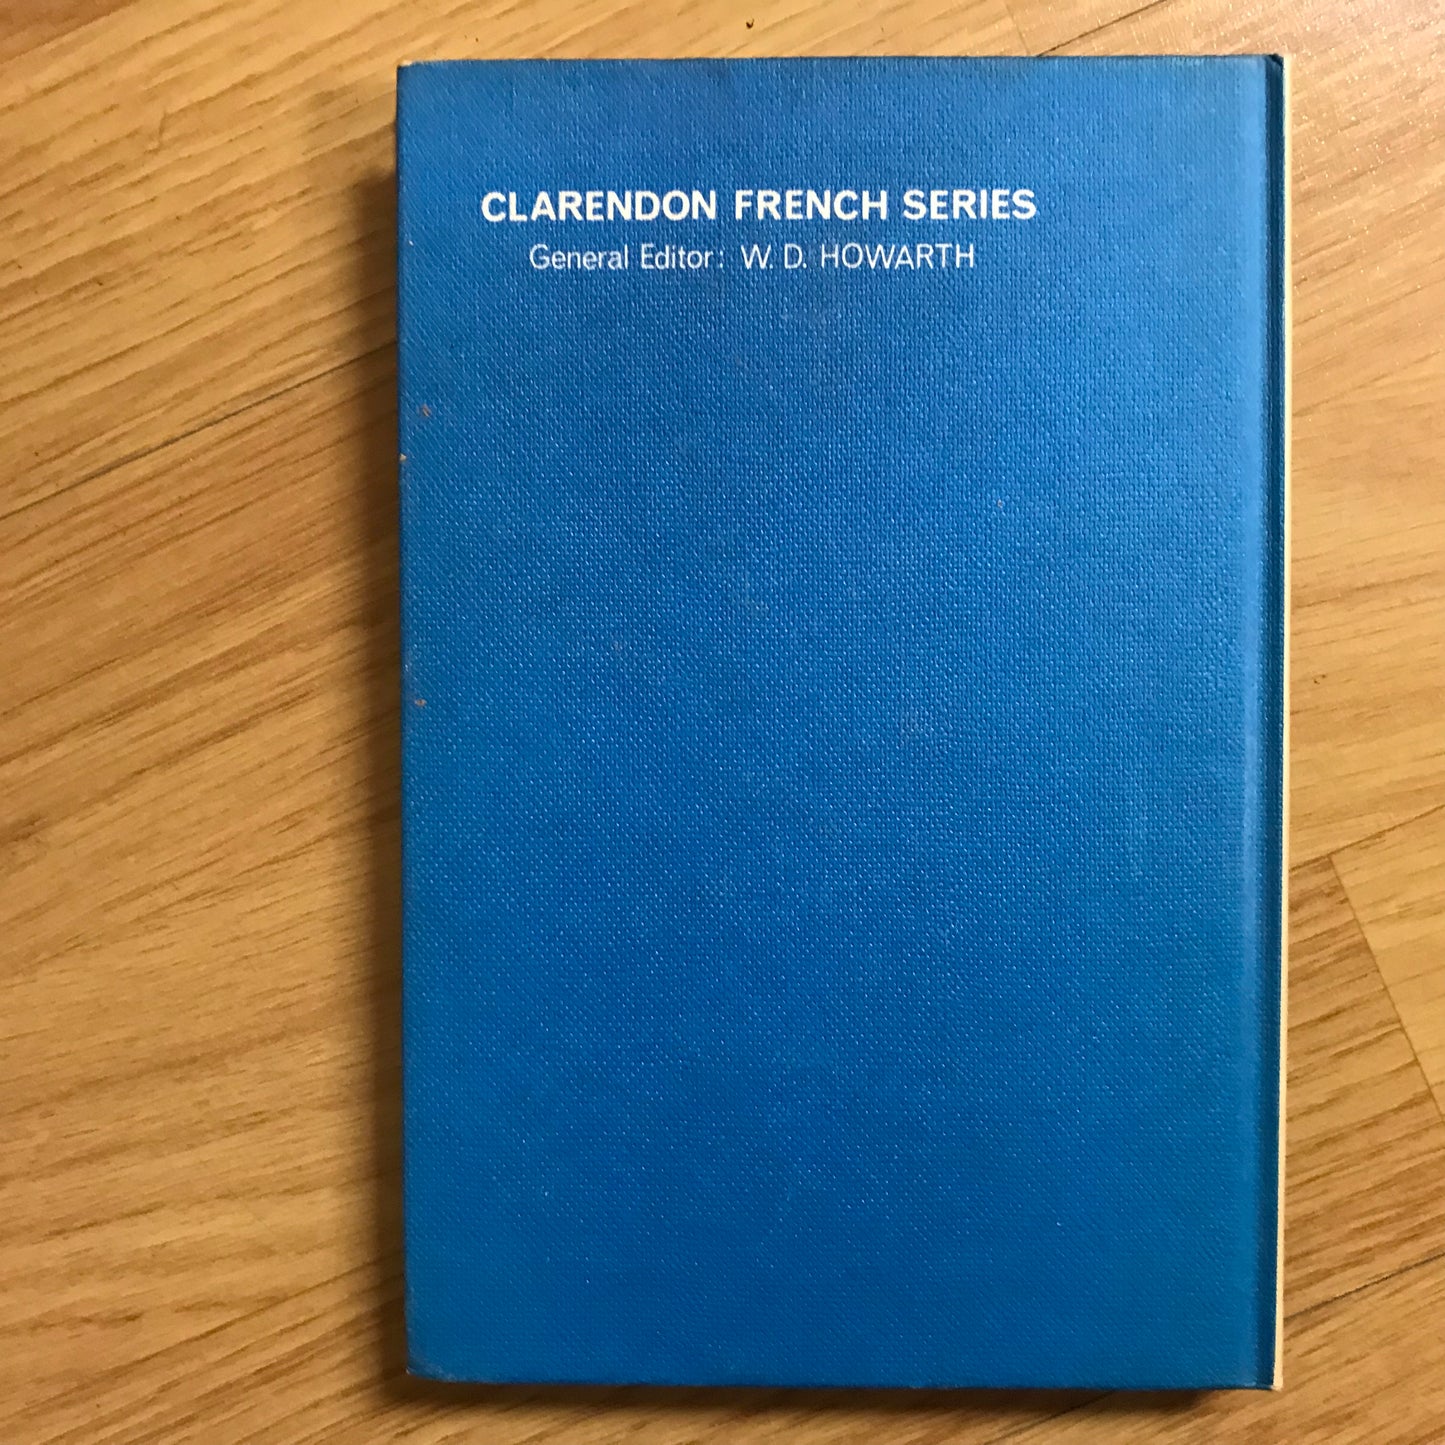 CLARENDON FRENCH SERIES
General Editor: W. D. HOWARTH